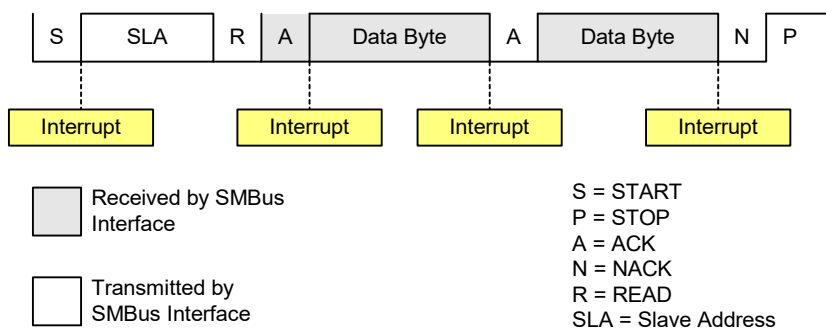 S SLA R A Data Byte A Data Byte N P
Interrupt Interrupt Interrupt Interrupt
Received by SMBus
Interface
Transmitted by
SMBus Interface
S = START
P = STOP
A = ACK
N = NACK
R = READ
SLA = Slave Address